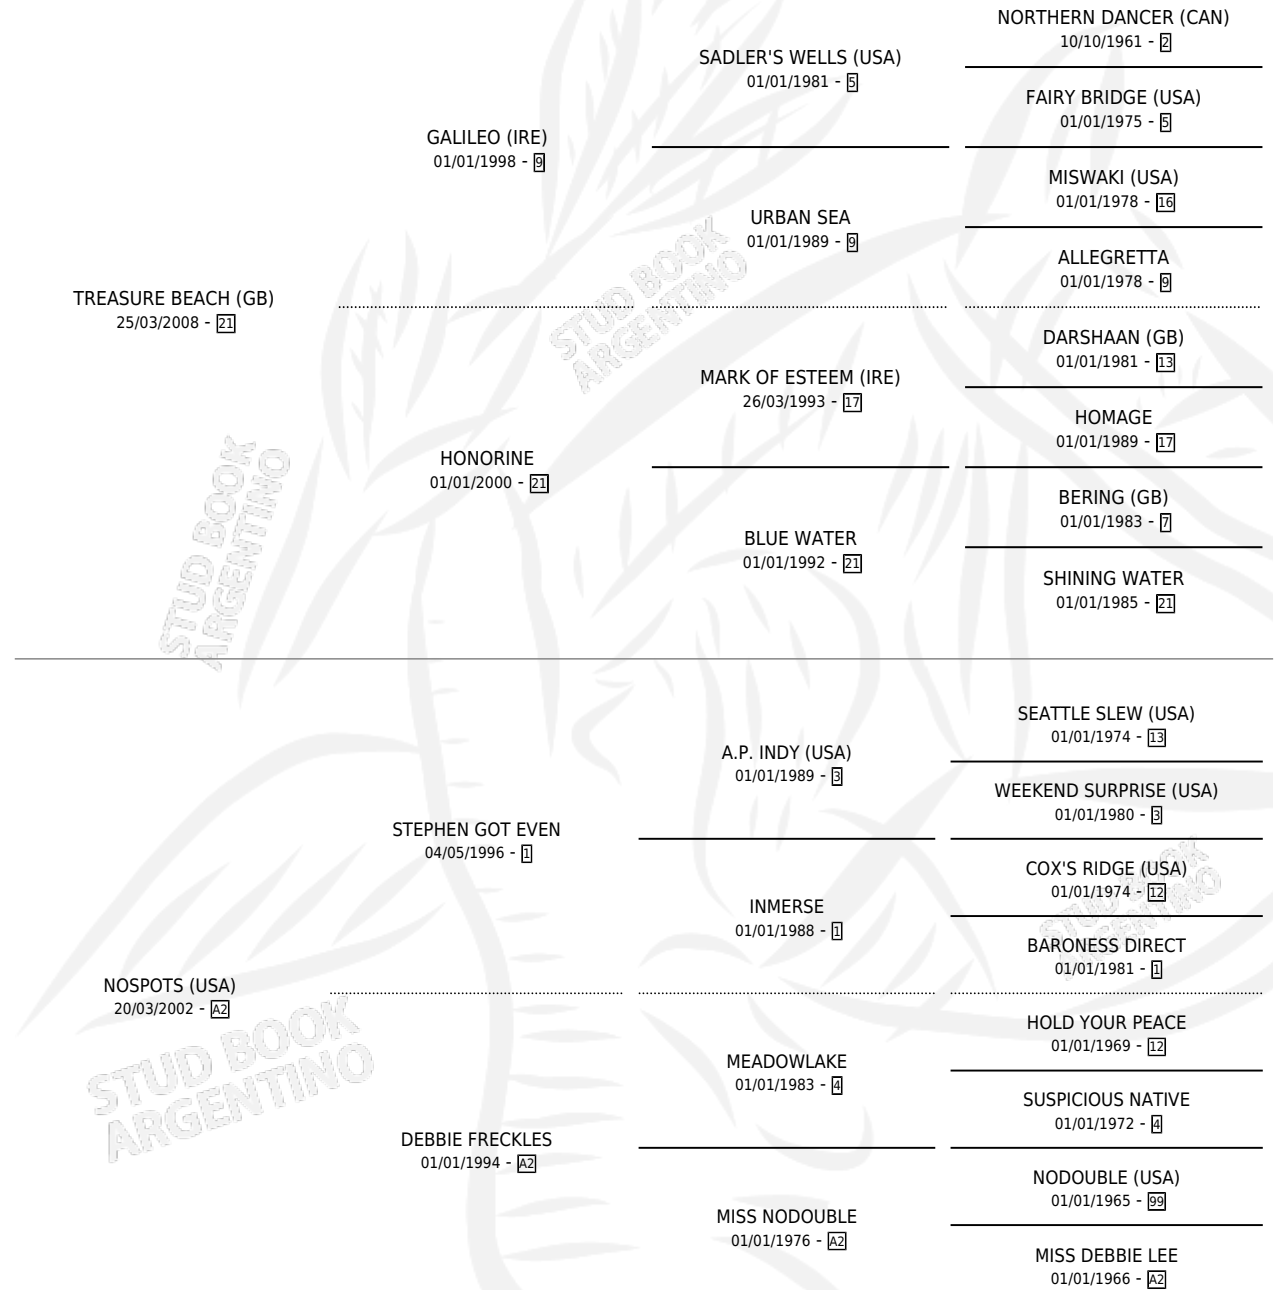 NORTHERN DANCER (CAN)
10/10/1961 - 2
SADLER'S WELLS (USA)
01/01/1981 - 5
FAIRY BRIDGE (USA)
01/01/1975 - 5
GALILEO (IRE)
01/01/1998 - 9
MISWAKI (USA)
01/01/1978 - 16
URBAN SEA
01/01/1989 - 9
ALLEGRETTA
01/01/1978 - 9
TREASURE BEACH (GB)
25/03/2008 - 21
STUD BOOK
ARGENTINO
DARSHAAN (GB)
01/01/1981 - 13
MARK OF ESTEEM (IRE)
26/03/1993 - 17
HOMAGE
01/01/1989 - 17
HONORINE
01/01/2000 - 21
BERING (GB)
01/01/1983 - 7
BLUE WATER
01/01/1992 - 21
SHINING WATER
01/01/1985 - 21
STUD BOOK
ARGENTINO
SEATTLE SLEW (USA)
01/01/1974 - 13
A.P. INDY (USA)
01/01/1989 - 3
WEEKEND SURPRISE (USA)
01/01/1980 - 3
STEPHEN GOT EVEN
04/05/1996 - 1
COX'S RIDGE (USA)
01/01/1974 - 12
INMERSE
01/01/1988 - 1
STUD BOOK
ARGENTINO
BARONESS DIRECT
01/01/1981 - 1
NOSPOTS (USA)
20/03/2002 - A2
STUD BOOK
ARGENTINO
HOLD YOUR PEACE
01/01/1969 - 12
MEADOWLAKE
01/01/1983 - 4
SUSPICIOUS NATIVE
01/01/1972 - 4
DEBBIE FRECKLES
01/01/1994 - A2
NODOUBLE (USA)
01/01/1965 - 99
MISS NODOUBLE
01/01/1976 - A2
MISS DEBBIE LEE
01/01/1966 - A2